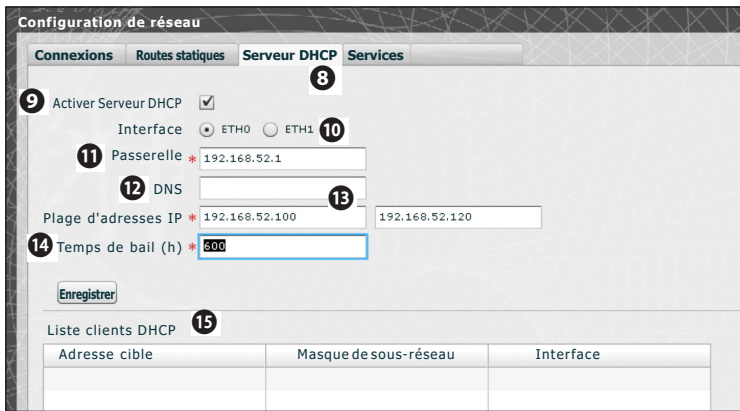 Configuration de réseau
Connexions Routes statiques Serveur DHCP Services
8
9 Activer Serveur DHCP
Interface ETH0 ETH1 10
11 Passerelle * 192.168.52.1
12 DNS
13
Plage d'adresses IP * 192.168.52.100 192.168.52.120
14 Temps de bail (h) * 600
Enregistrer
Liste clients DHCP 15
Adresse cible Masque de sous-réseau Interface